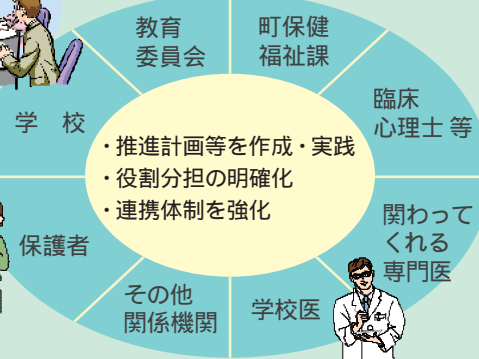 教育
委員会
町保健
福祉課
臨床
心理士 等
学 校
・推進計画等を作成・実践
・役割分担の明確化
・連携体制を強化
関わって
くれる
専門医
保護者
その他
関係機関
学校医